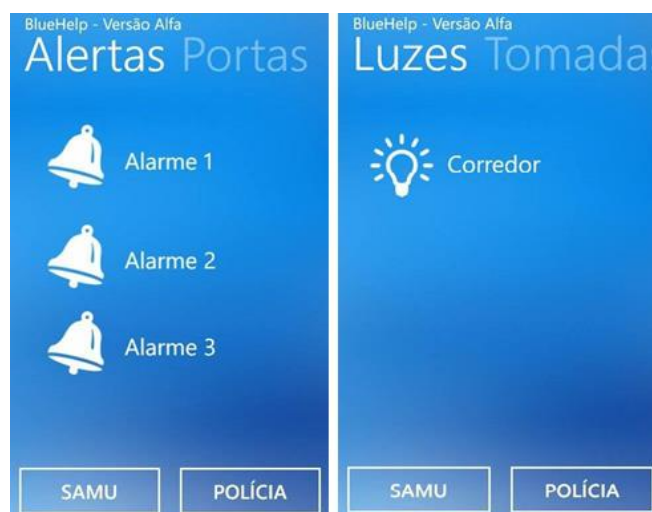 BlueHelp - Versão Alfa
Alertas Portas
Alarme 1
Alarme 2
Alarme 3
SAMU
POLÍCIA
BlueHelp - Versão Alfa
Luzes Tomada
Corredor
SAMU
POLÍCIA